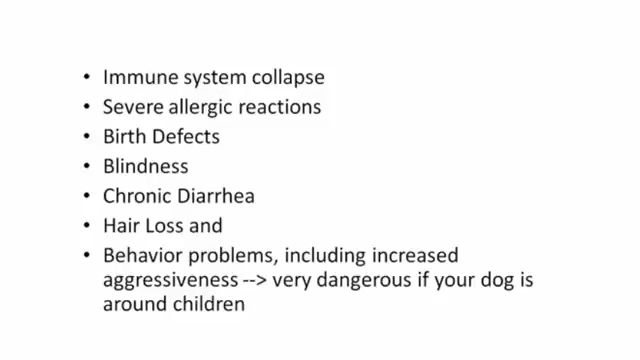 • Immune system collapse
• Severe allergic reactions
• Birth Defects
• Blindness
• Chronic Diarrhea
• Hair Loss and
• Behavior problems, including increased
aggressiveness --> very dangerous if your dog is
around children